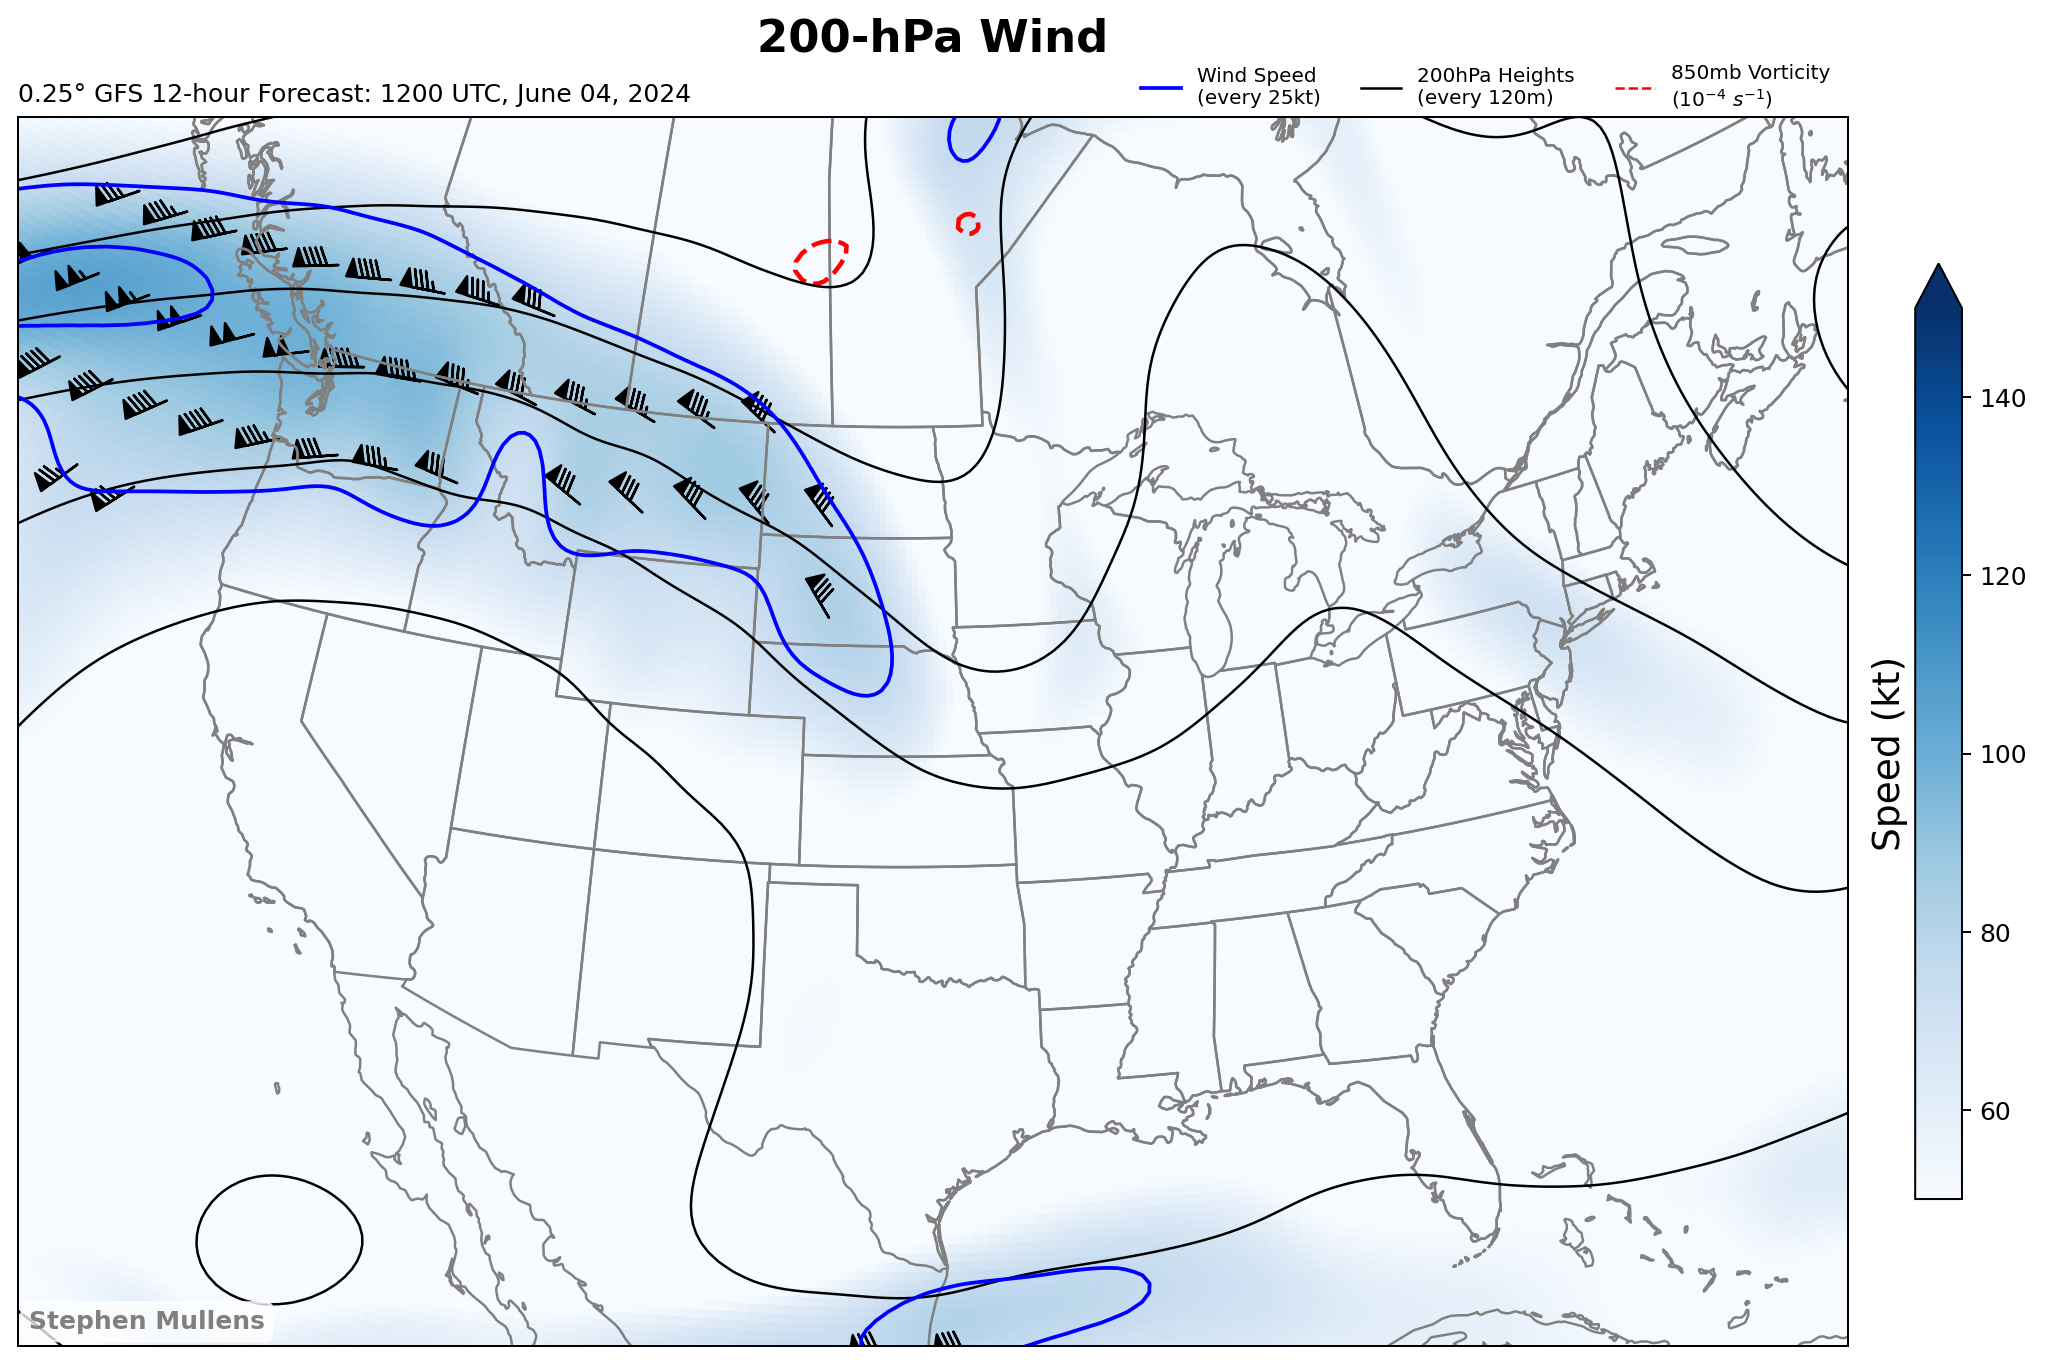 200-hPa Wind
0.25° GFS 12-hour Forecast: 1200 UTC, June 04, 2024
Wind Speed
(every 25kt)
200hPa Heights
(every 120m)
850mb Vorticity
(10⁻⁴ s⁻¹)
140
120
100
80
60
Speed (kt)
Stephen Mullens